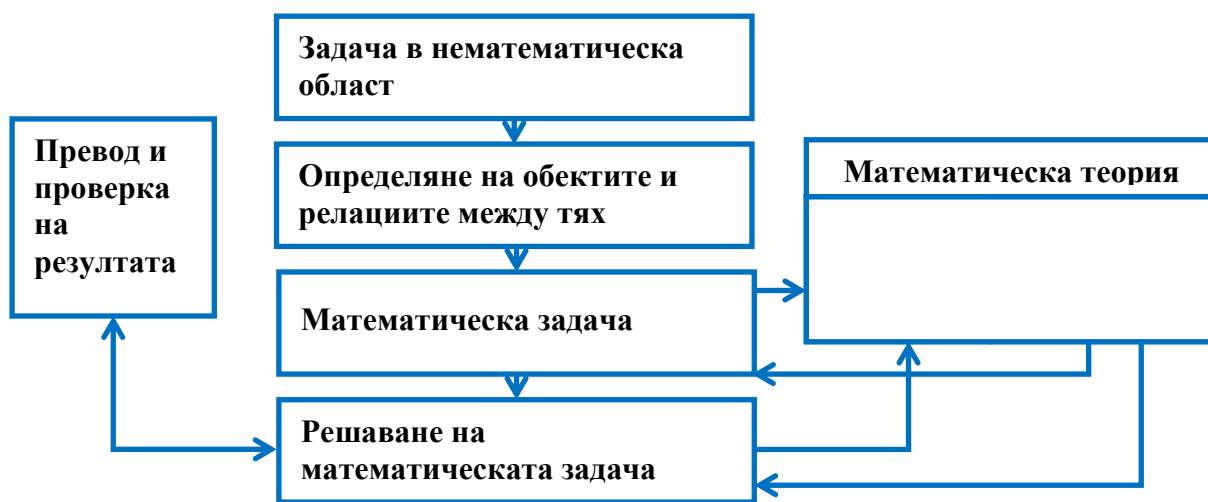 Задача в нематематическа
област
Превод и
проверка
на
резултата
Определяне на обектите и
релациите между тях
Математическа теория
Математическа задача
Решаване на
математическата задача